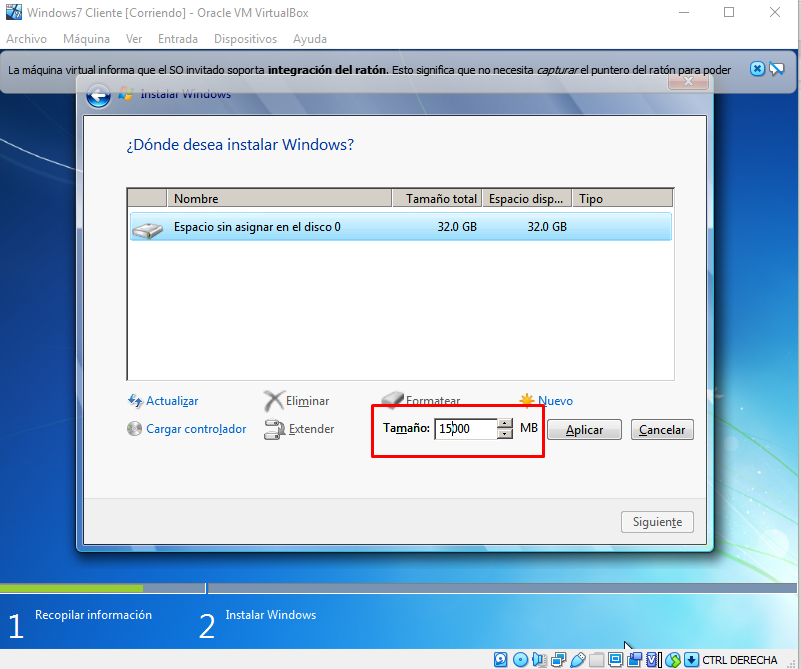 Windows7 Cliente [Corriendo] - Oracle VM VirtualBox
Archivo Máquina Ver Entrada Dispositivos Ayuda
La máquina virtual informa que el SO invitado soporta integración del ratón. Esto significa que no necesita capturar el puntero del ratón para poder
Instalar Windows
¿Dónde desea instalar Windows?
Nombre Tamaño total Espacio disp... Tipo
Espacio sin asignar en el disco 0 32.0 GB 32.0 GB
Actualizar Eliminar Formatear Nuevo
Cargar controlador Extender Tamaño: 15000 MB Aplicar Cancelar
Siguiente
1 Recopilar información 2 Instalar Windows
CTRL DERECHA